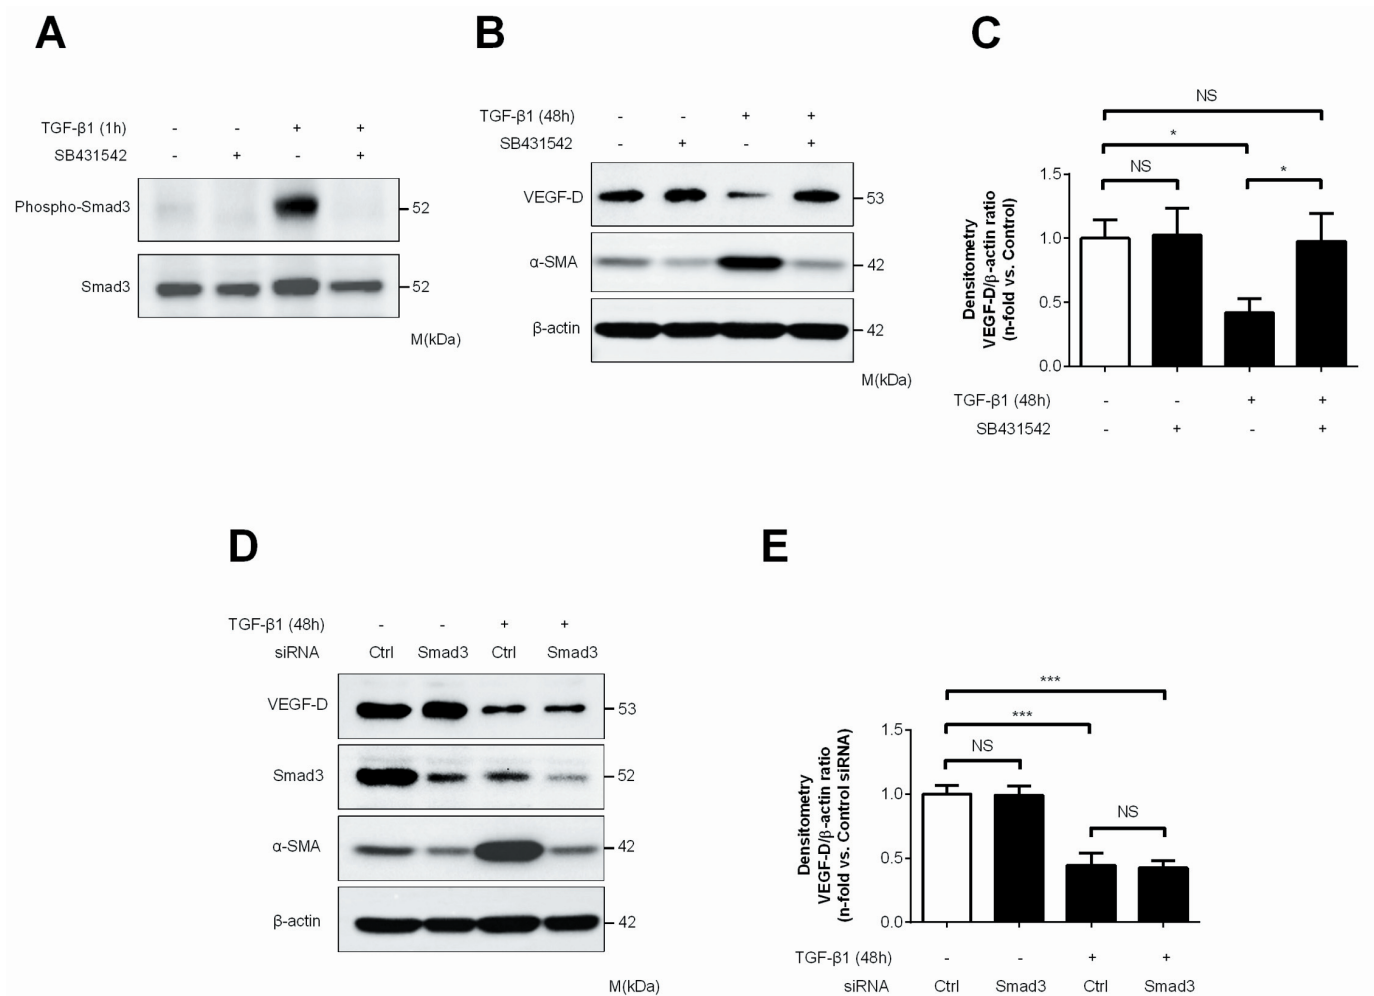 A
TGF-β1 (1h) - - + +
SB431542 - + - +
Phospho-Smad3 52
Smad3 52
M(kDa)
B
TGF-β1 (48h) - - + +
SB431542 - + - +
VEGF-D 53
α-SMA 42
β-actin 42
M(kDa)
C
NS
*
NS *
Densitometry
VEGF-D/β-actin ratio
(n-fold vs. Control)
1.5
1.0
0.5
0.0
TGF-β1 (48h) - - + +
SB431542 - + - +
D
TGF-β1 (48h) - - + +
siRNA Ctrl Smad3 Ctrl Smad3
VEGF-D 53
Smad3 52
α-SMA 42
β-actin 42
M(kDa)
E
***
***
NS
NS
Densitometry
VEGF-D/β-actin ratio
(n-fold vs. Control siRNA)
1.5
1.0
0.5
0.0
TGF-β1 (48h) - - + +
siRNA Ctrl Smad3 Ctrl Smad3